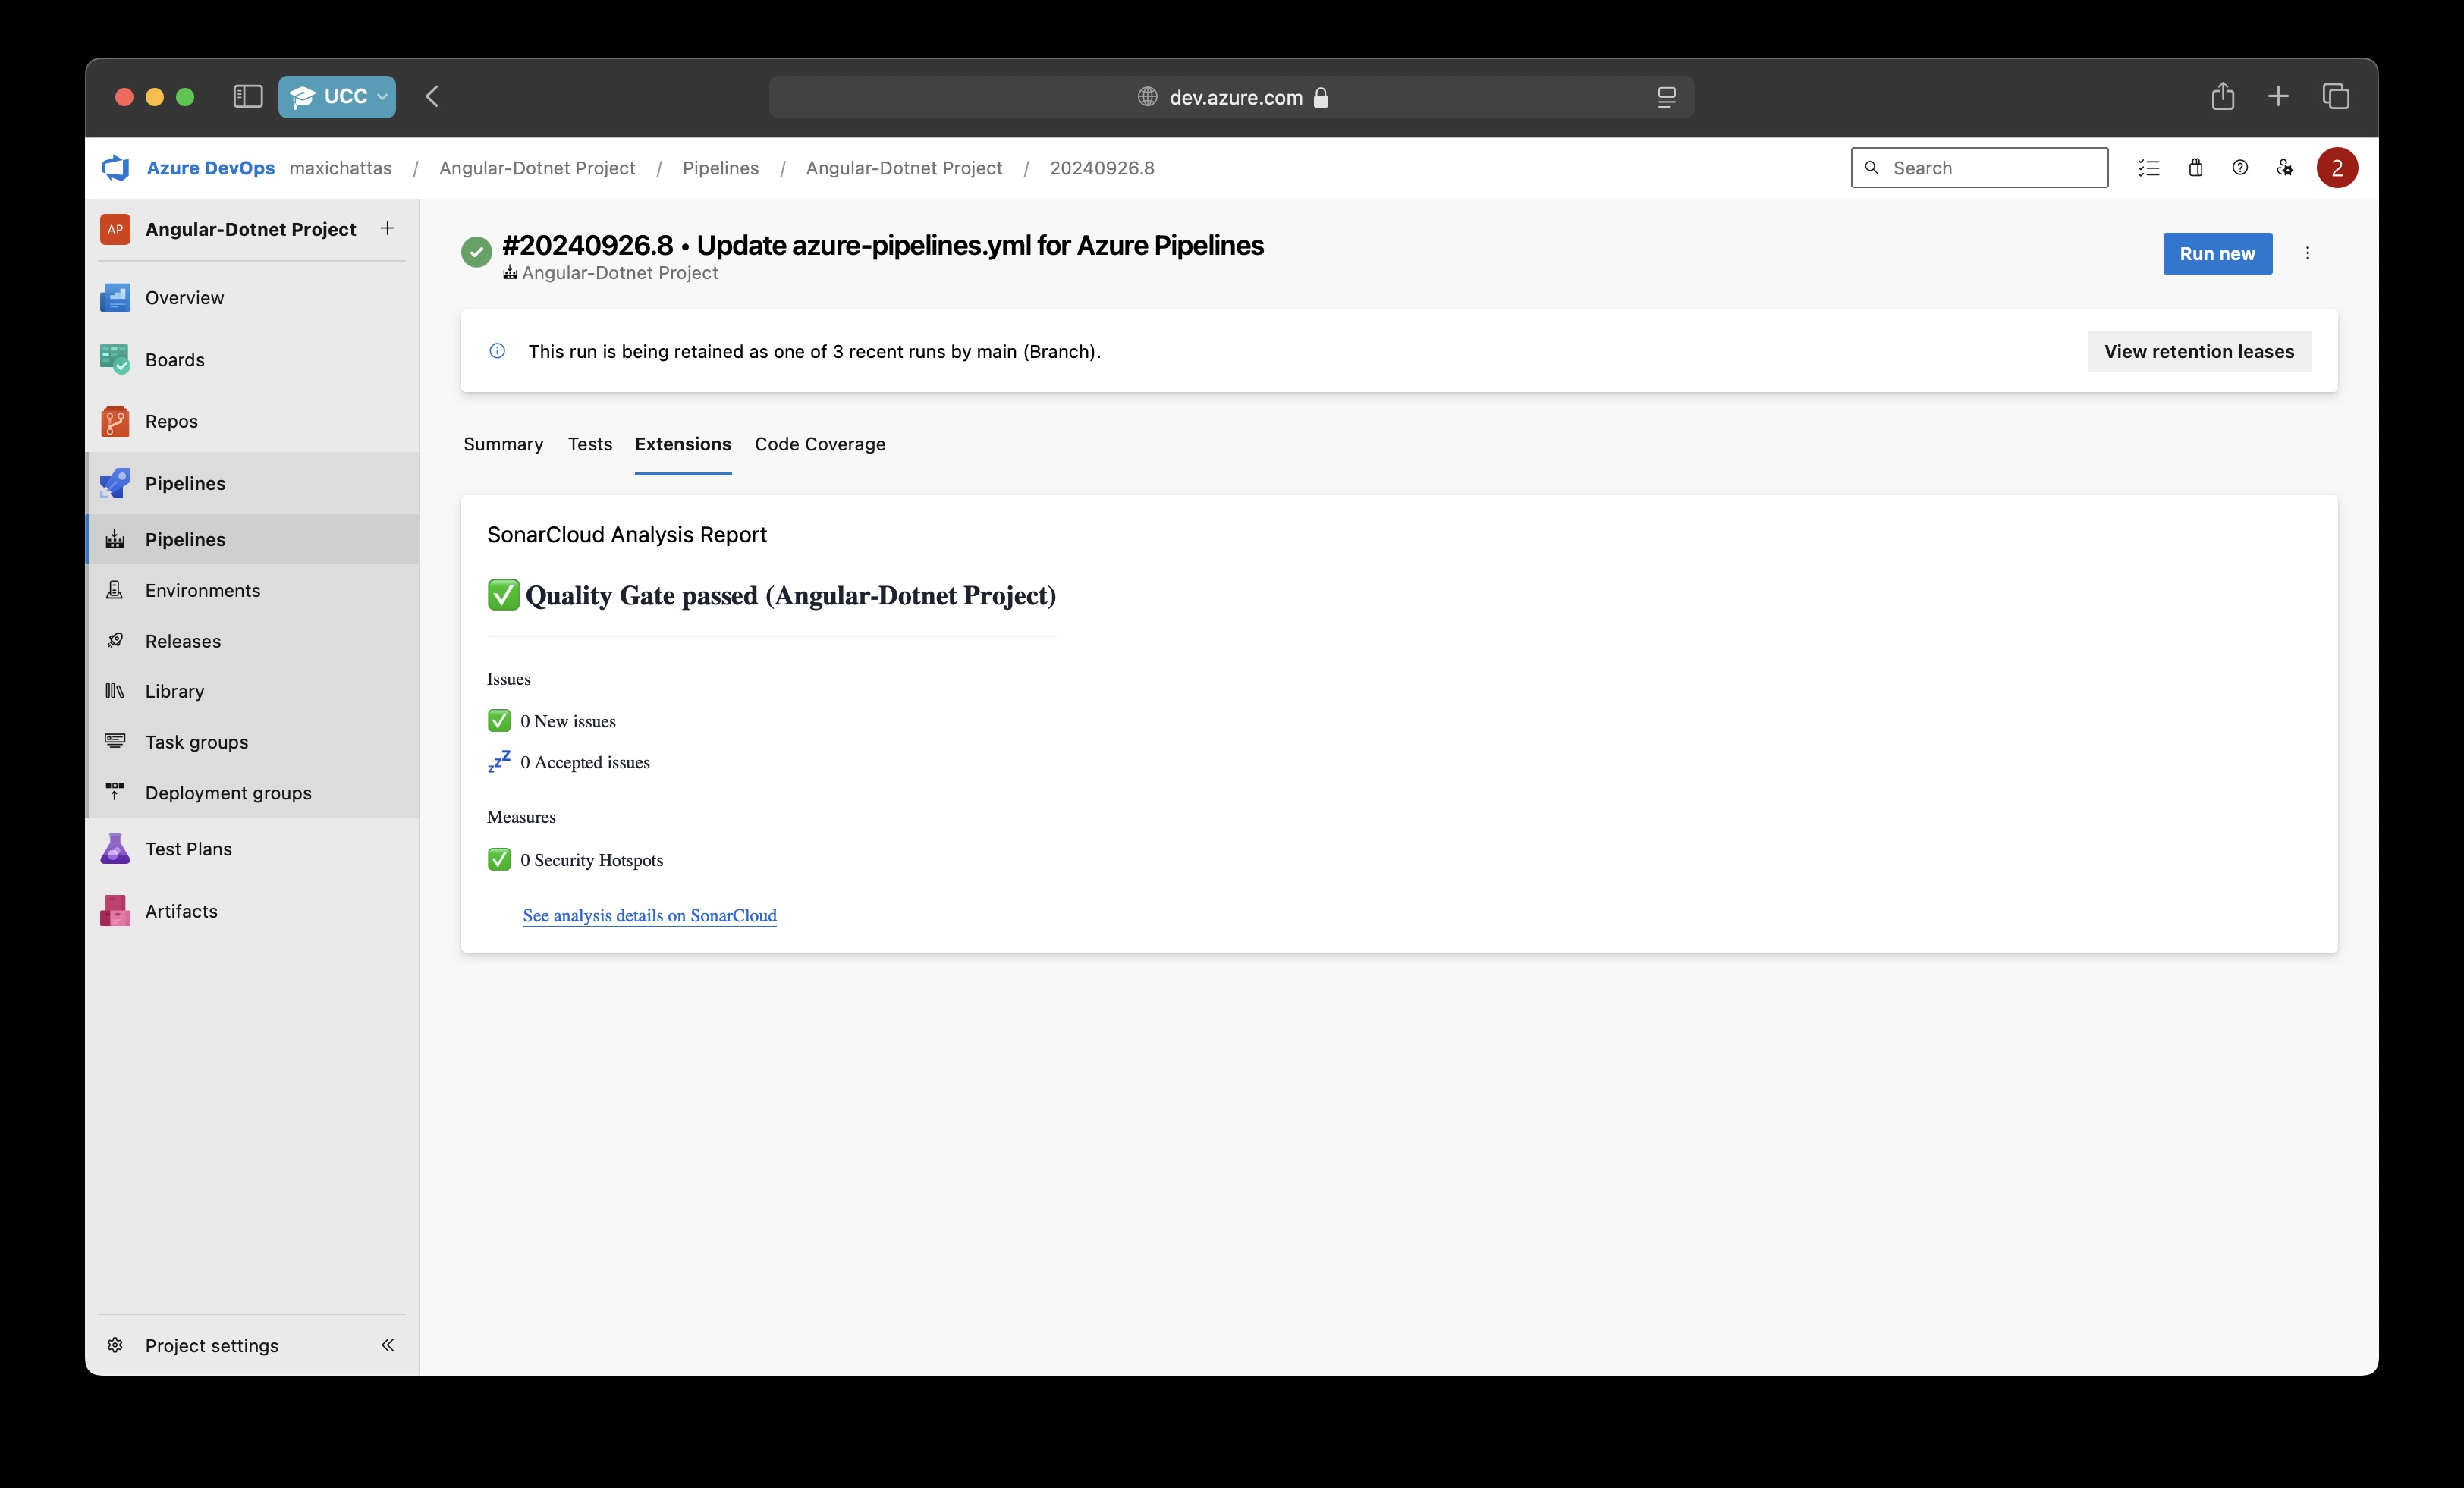 UCC
dev.azure.com
Azure DevOps maxichattas / Angular-Dotnet Project / Pipelines / Angular-Dotnet Project / 20240926.8
Search
2
AP Angular-Dotnet Project
Overview
Boards
Repos
Pipelines
Pipelines
Environments
Releases
Library
Task groups
Deployment groups
Test Plans
Artifacts
Project settings
#20240926.8 • Update azure-pipelines.yml for Azure Pipelines
Angular-Dotnet Project
Run new
This run is being retained as one of 3 recent runs by main (Branch).
View retention leases
Summary Tests Extensions Code Coverage
SonarCloud Analysis Report
✅ Quality Gate passed (Angular-Dotnet Project)
Issues
✅ 0 New issues
💤 0 Accepted issues
Measures
✅ 0 Security Hotspots
See analysis details on SonarCloud